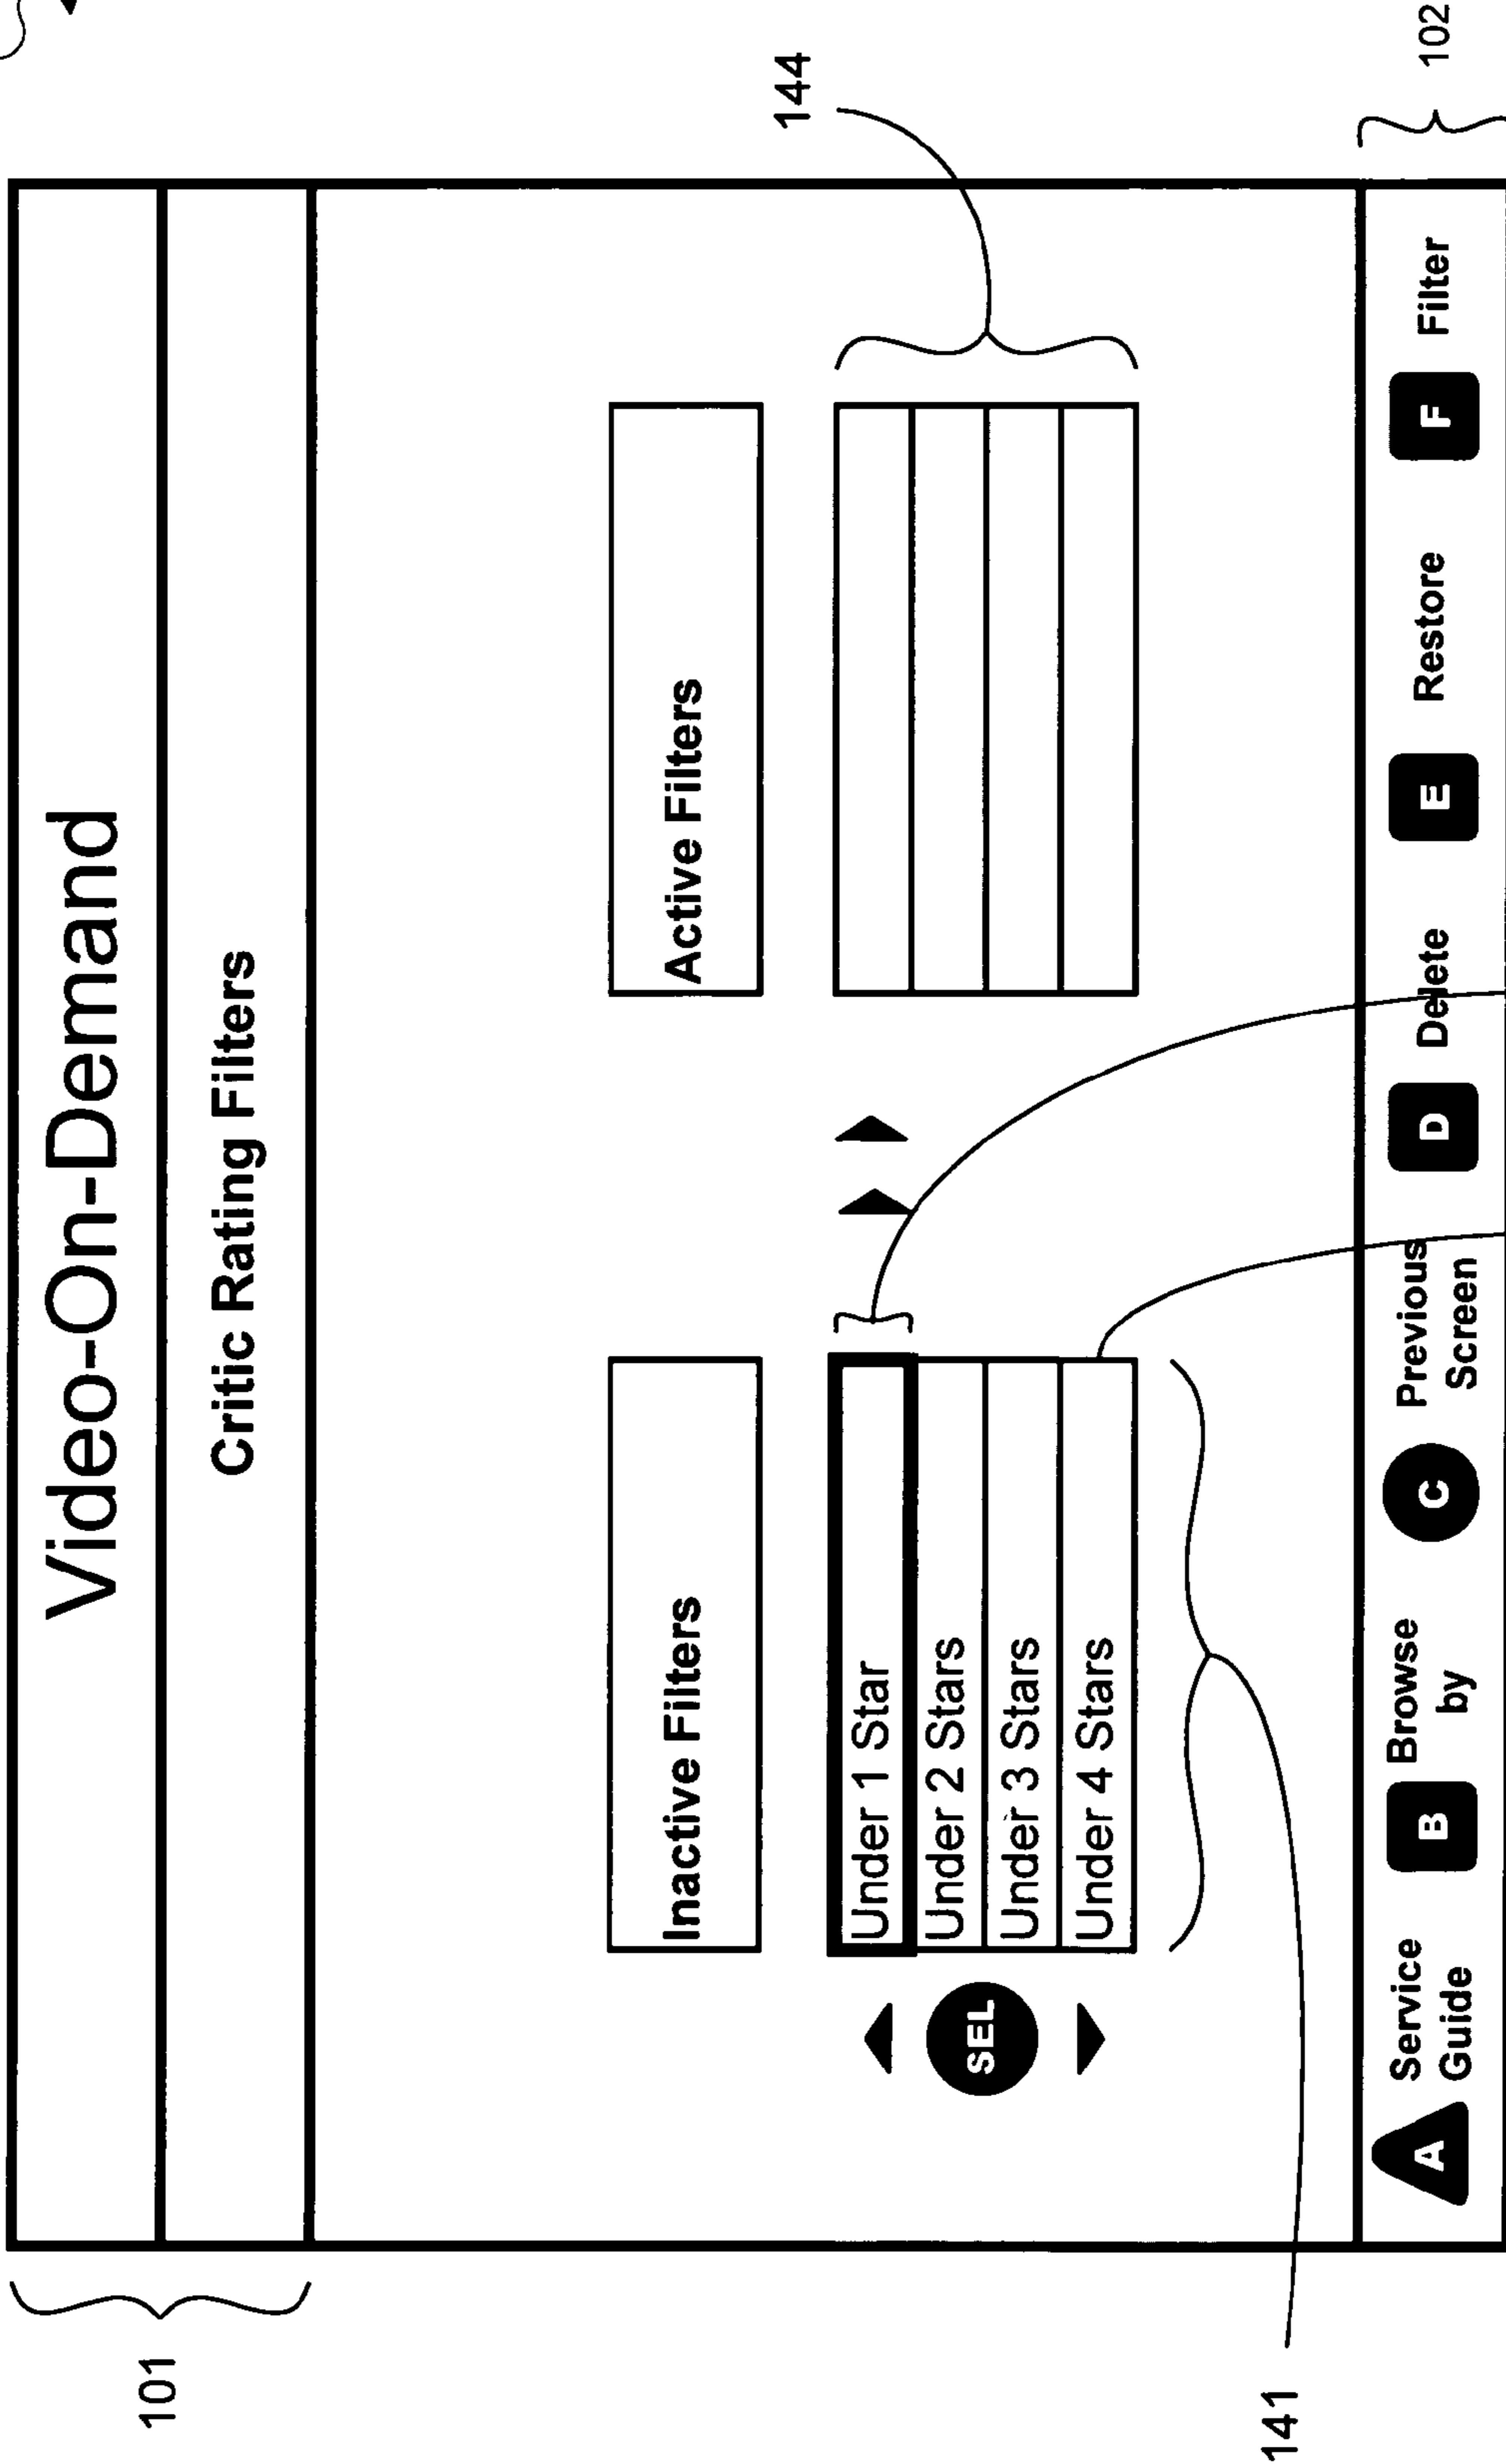 Video-On-Demand
101
Critic Rating Filters
144
Inactive Filters
Active Filters
Under 1 Star
Under 2 Stars
Under 3 Stars
Under 4 Stars
SEL
141
A Service Guide
B Browse by
C Previous Screen
D Delete
E Restore
F Filter
102